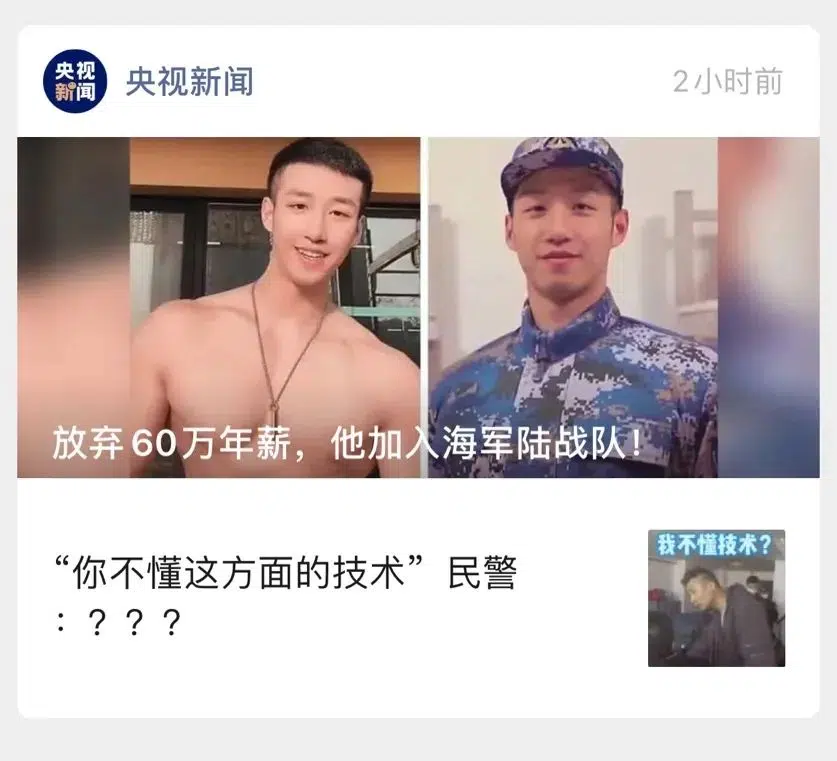 央视
新闻
央视新闻
2小时前
放弃60万年薪，他加入海军陆战队！
“你不懂这方面的技术”民警
：？？？
我不懂技术？